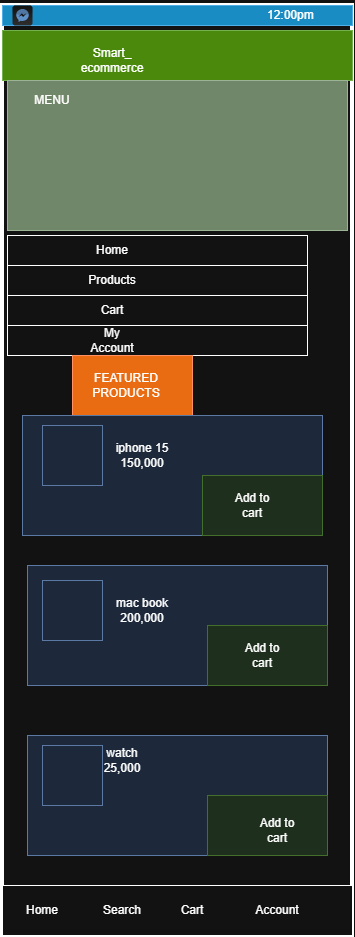 12:00pm
Smart_
ecommerce
MENU
Home
Products
Cart
My
Account
FEATURED
PRODUCTS
iphone 15
150,000
Add to
cart
mac book
200,000
Add to
cart
watch
25,000
Add to
cart
Home Search Cart Account